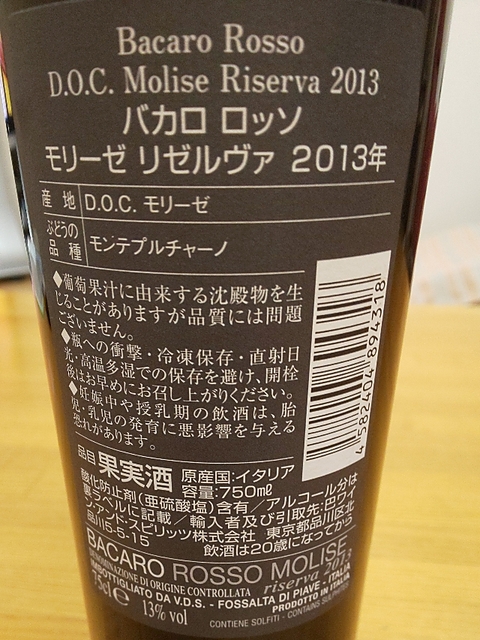 Bacaro Rosso
D.O.C. Molise Riserva 2013
バカロ ロッソ
モリーゼ リゼルヴァ 2013年
産 地 D.O.C. モリーゼ
ぶどうの
品 種 モンテプルチャーノ
◆葡萄果汁に由来する沈殿物を生
じることがありますが品質には問題
ございません。
◆瓶への衝撃・冷凍保存・直射日
光・高温多湿での保存を避け、開栓
後はお早めにお召し上がりください。
◆妊娠中や授乳期の飲酒は、胎
児・乳児の発育に悪影響を与える
恐れがあります。
4 582404 894318
品目 果実酒 原産国:イタリア
容量:750mℓ
酸化防止剤(亜硫酸塩)含有/アルコール分は
裏ラベルに記載/輸入者及び引取先:巴ワイ
ン・アンド・スピリッツ株式会社 東京都品川区北
品川5-5-15 飲酒は20歳になってから
BACARO ROSSO MOLISE
DENOMINAZIONE DI ORIGINE CONTROLLATA riserva 2013
75cl e IMBOTTIGLIATO DA V.D.S. - FOSSALTA DI PIAVE - ITALIA
13% vol PRODOTTO IN ITALIA
CONTIENE SOLFITI - CONTAINS SULPHITES